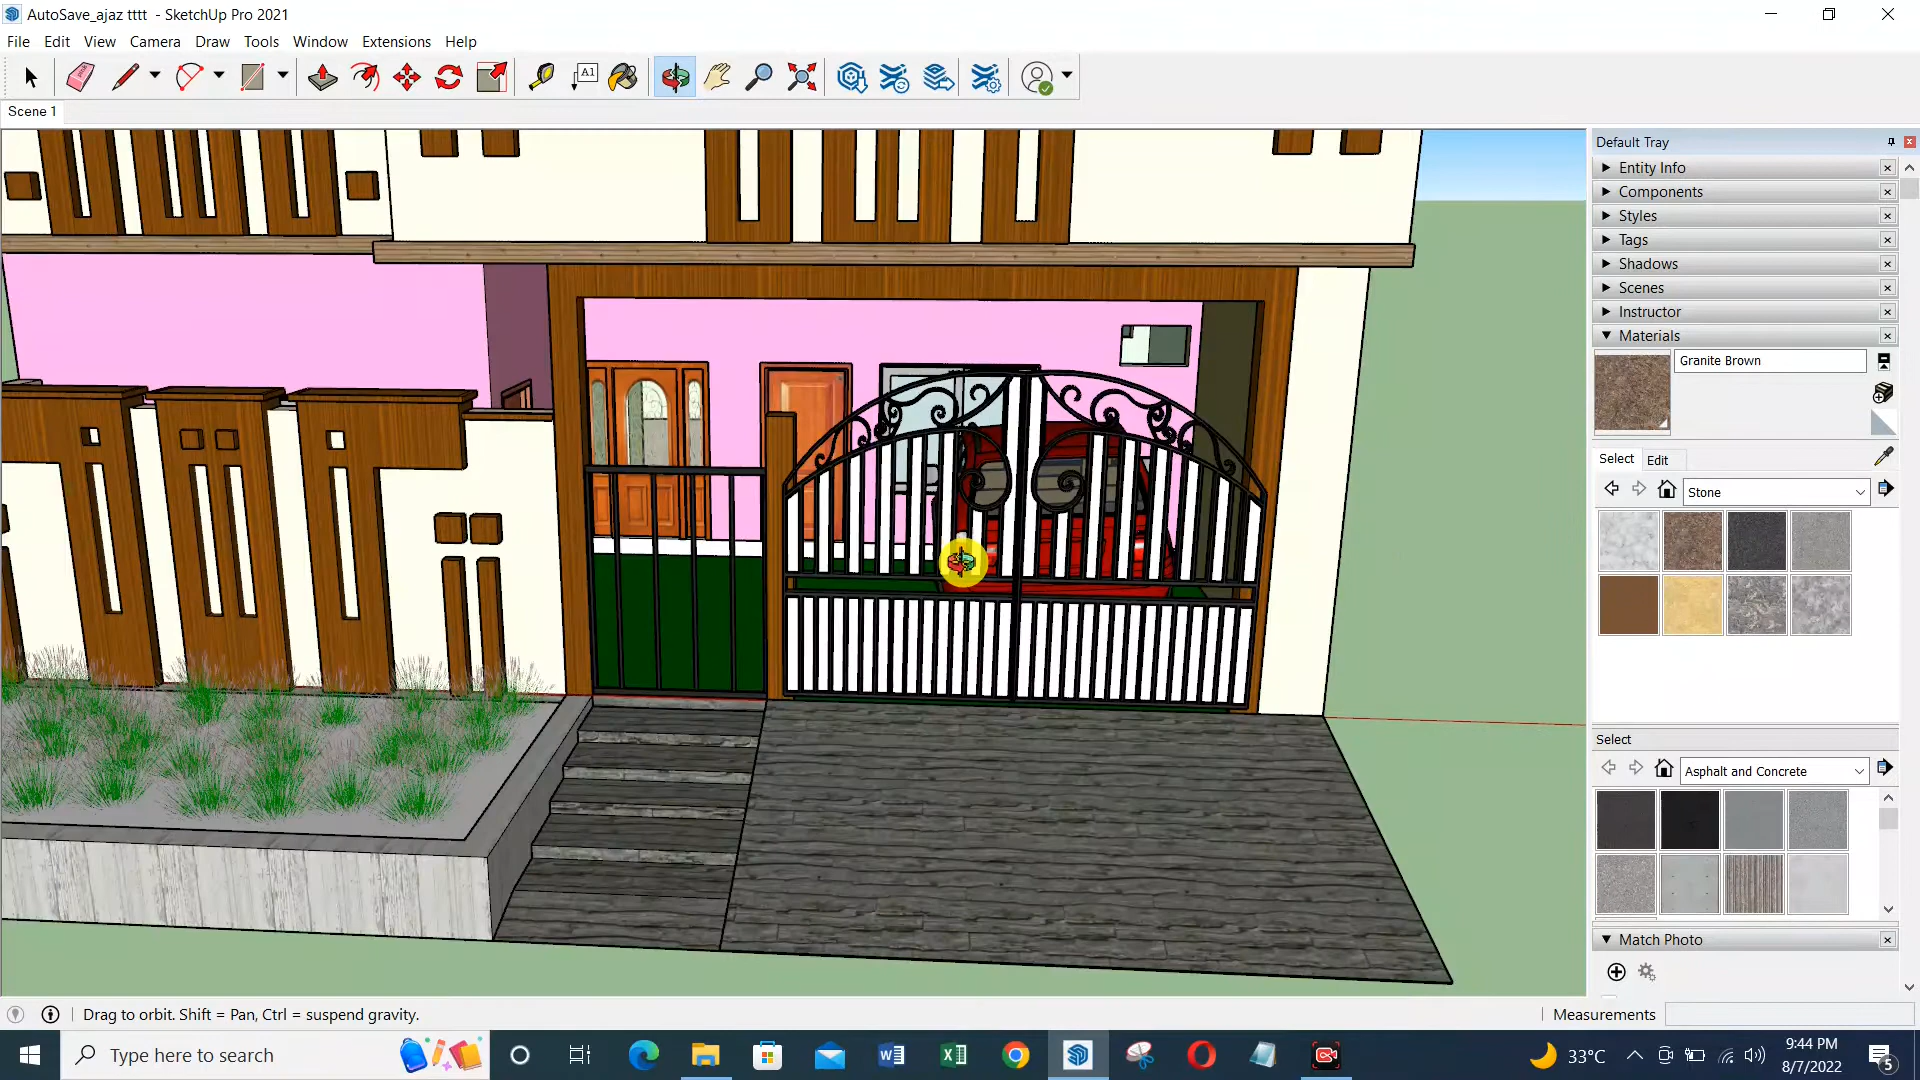 AutoSave_ajaz tttt - SketchUp Pro 2021
File Edit View Camera Draw Tools Window Extensions Help
A1
Scene 1
Default Tray
Entity Info
Components
Styles
Tags
Shadows
Scenes
Instructor
Materials
Granite Brown
Select Edit
Stone
Select
Asphalt and Concrete
Match Photo
Drag to orbit. Shift = Pan, Ctrl = suspend gravity.
Measurements
Type here to search
33°C
9:44 PM
8/7/2022
5